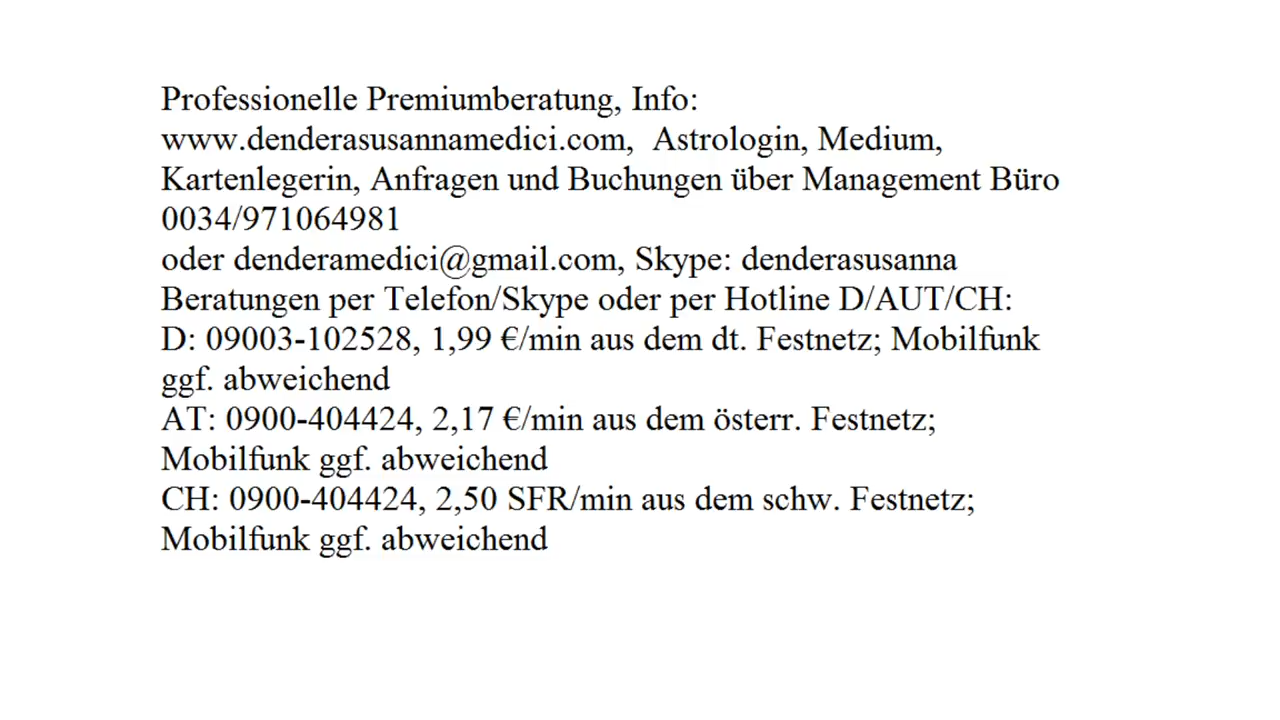 Professionelle Premiumberatung, Info:
www.denderasusannamedici.com,  Astrologin, Medium,
Kartenlegerin, Anfragen und Buchungen über Management Büro
0034/971064981
oder denderamedici@gmail.com, Skype: denderasusanna
Beratungen per Telefon/Skype oder per Hotline D/AUT/CH:
D: 09003-102528, 1,99 €/min aus dem dt. Festnetz; Mobilfunk
ggf. abweichend
AT: 0900-404424, 2,17 €/min aus dem österr. Festnetz;
Mobilfunk ggf. abweichend
CH: 0900-404424, 2,50 SFR/min aus dem schw. Festnetz;
Mobilfunk ggf. abweichend